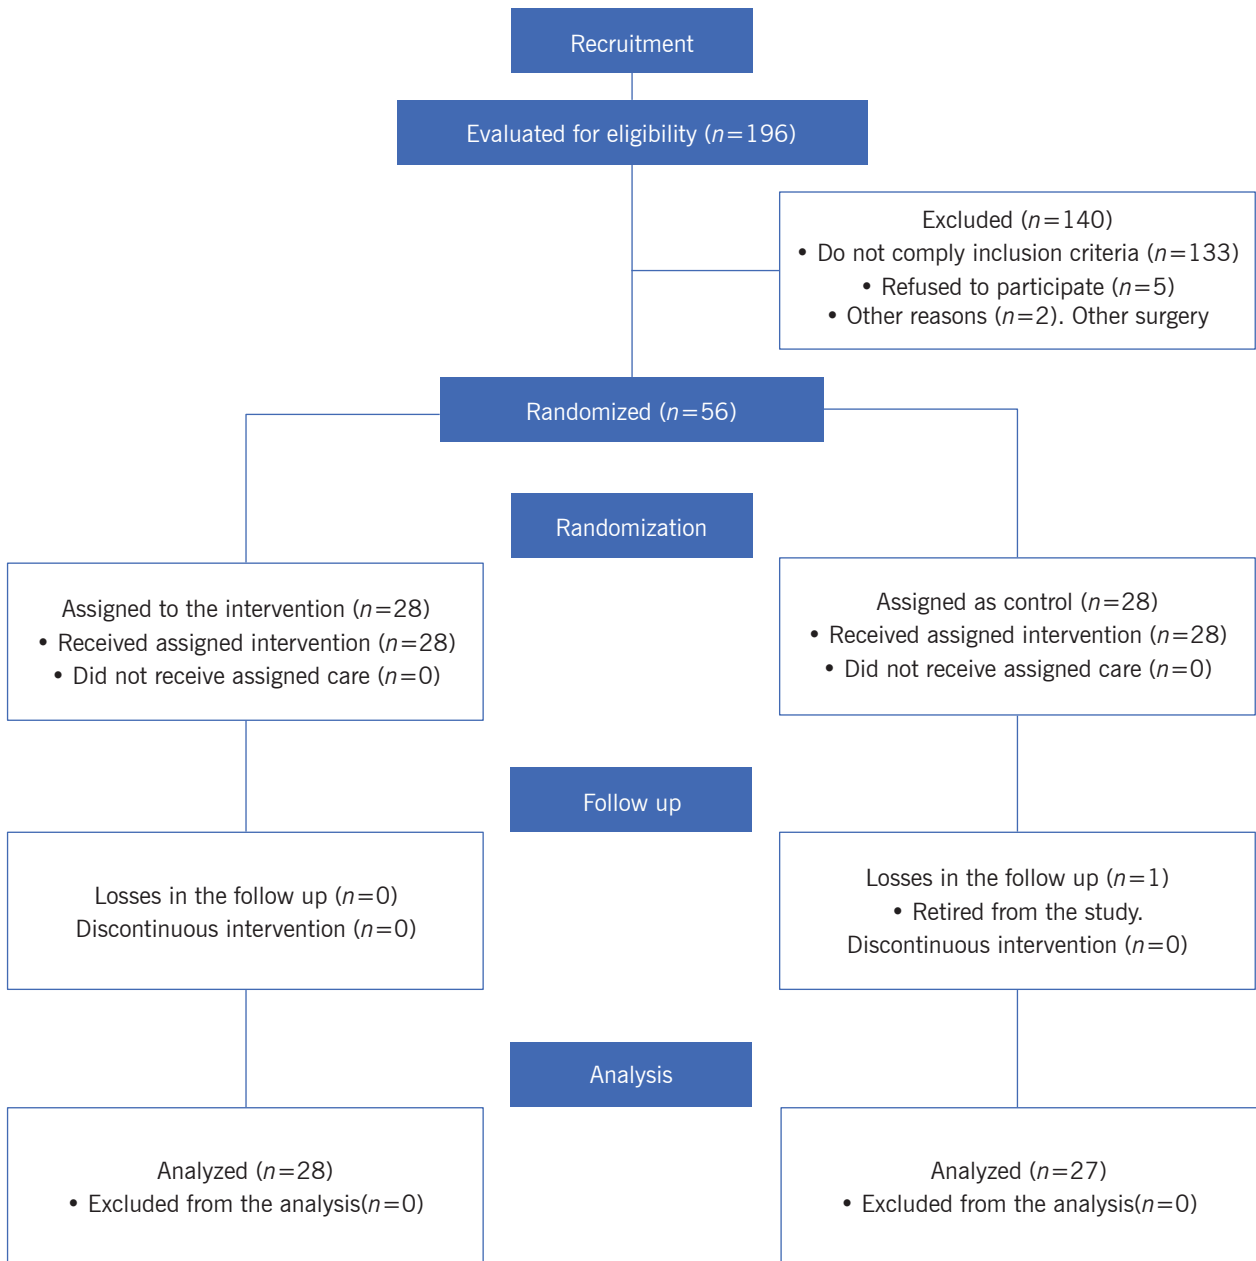 Recruitment
Evaluated for eligibility (n=196)
Excluded (n=140)
• Do not comply inclusion criteria (n=133)
• Refused to participate (n=5)
• Other reasons (n=2). Other surgery
Randomized (n=56)
Randomization
Assigned to the intervention (n=28)
• Received assigned intervention (n=28)
• Did not receive assigned care (n=0)
Assigned as control (n=28)
• Received assigned intervention (n=28)
• Did not receive assigned care (n=0)
Follow up
Losses in the follow up (n=0)
Discontinuous intervention (n=0)
Losses in the follow up (n=1)
• Retired from the study.
Discontinuous intervention (n=0)
Analysis
Analyzed (n=28)
• Excluded from the analysis(n=0)
Analyzed (n=27)
• Excluded from the analysis(n=0)